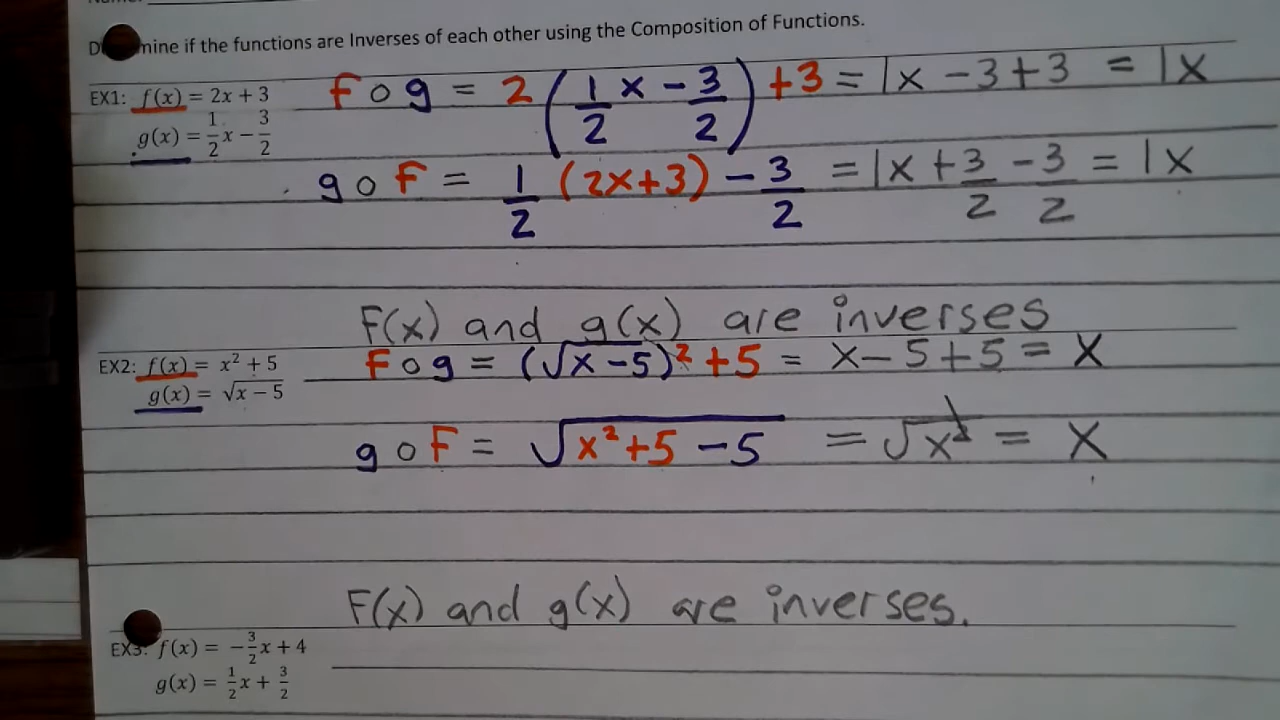 mine if the functions are Inverses of each other using the Composition of Functions.
EX1: f(x) = 2x + 3
g(x) = 1/2 x − 3/2
F o g = 2(1/2 x − 3/2) + 3 = 1x − 3 + 3 = 1x
g o F = 1/2 (2x+3) − 3/2 = 1x + 3/2 − 3/2 = 1x
F(x) and g(x) are inverses
EX2: f(x) = x² + 5
g(x) = √x − 5
F o g = (√x−5)² + 5 = x − 5 + 5 = x
g o F = √x²+5 −5 = √x² = x
F(x) and g(x) are inverses.
EX3: f(x) = −3/2 x + 4
g(x) = 1/2 x + 3/2